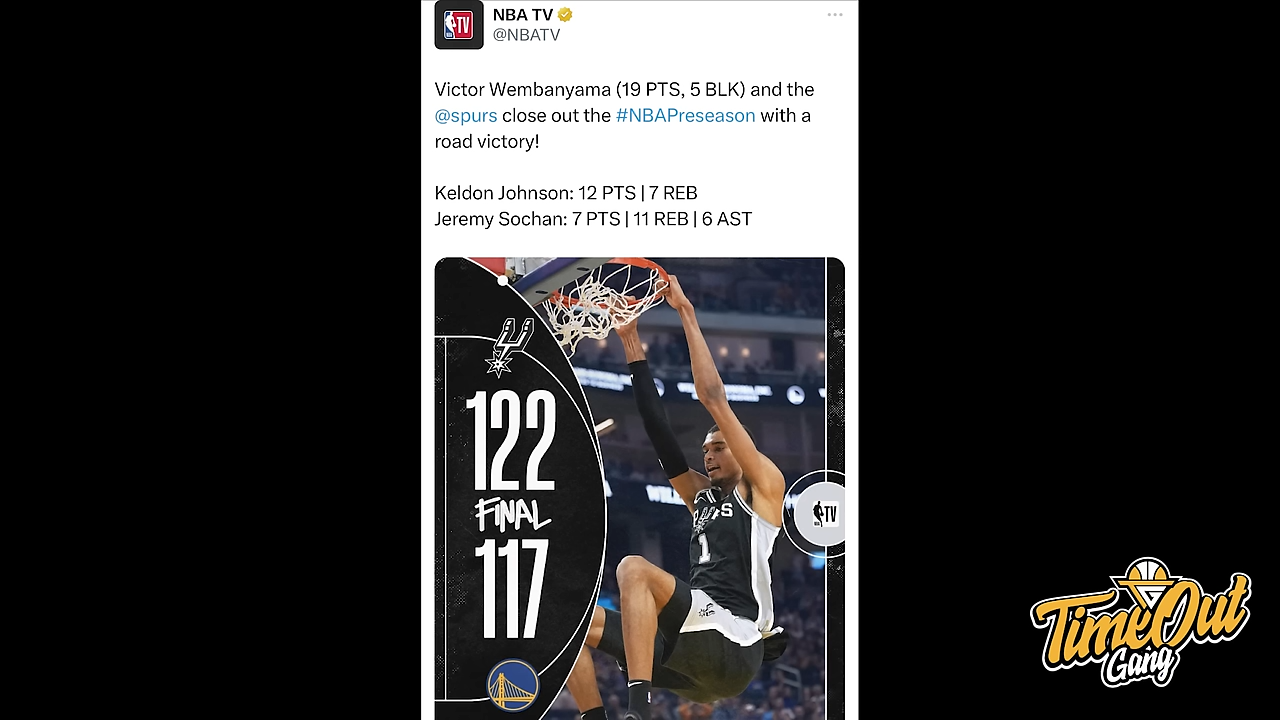 NBA TV
@NBATV
Victor Wembanyama (19 PTS, 5 BLK) and the
@spurs close out the #NBAPreseason with a
road victory!
Keldon Johnson: 12 PTS | 7 REB
Jeremy Sochan: 7 PTS | 11 REB | 6 AST
122
FINAL
117
1
TV
TimeOut
Gang